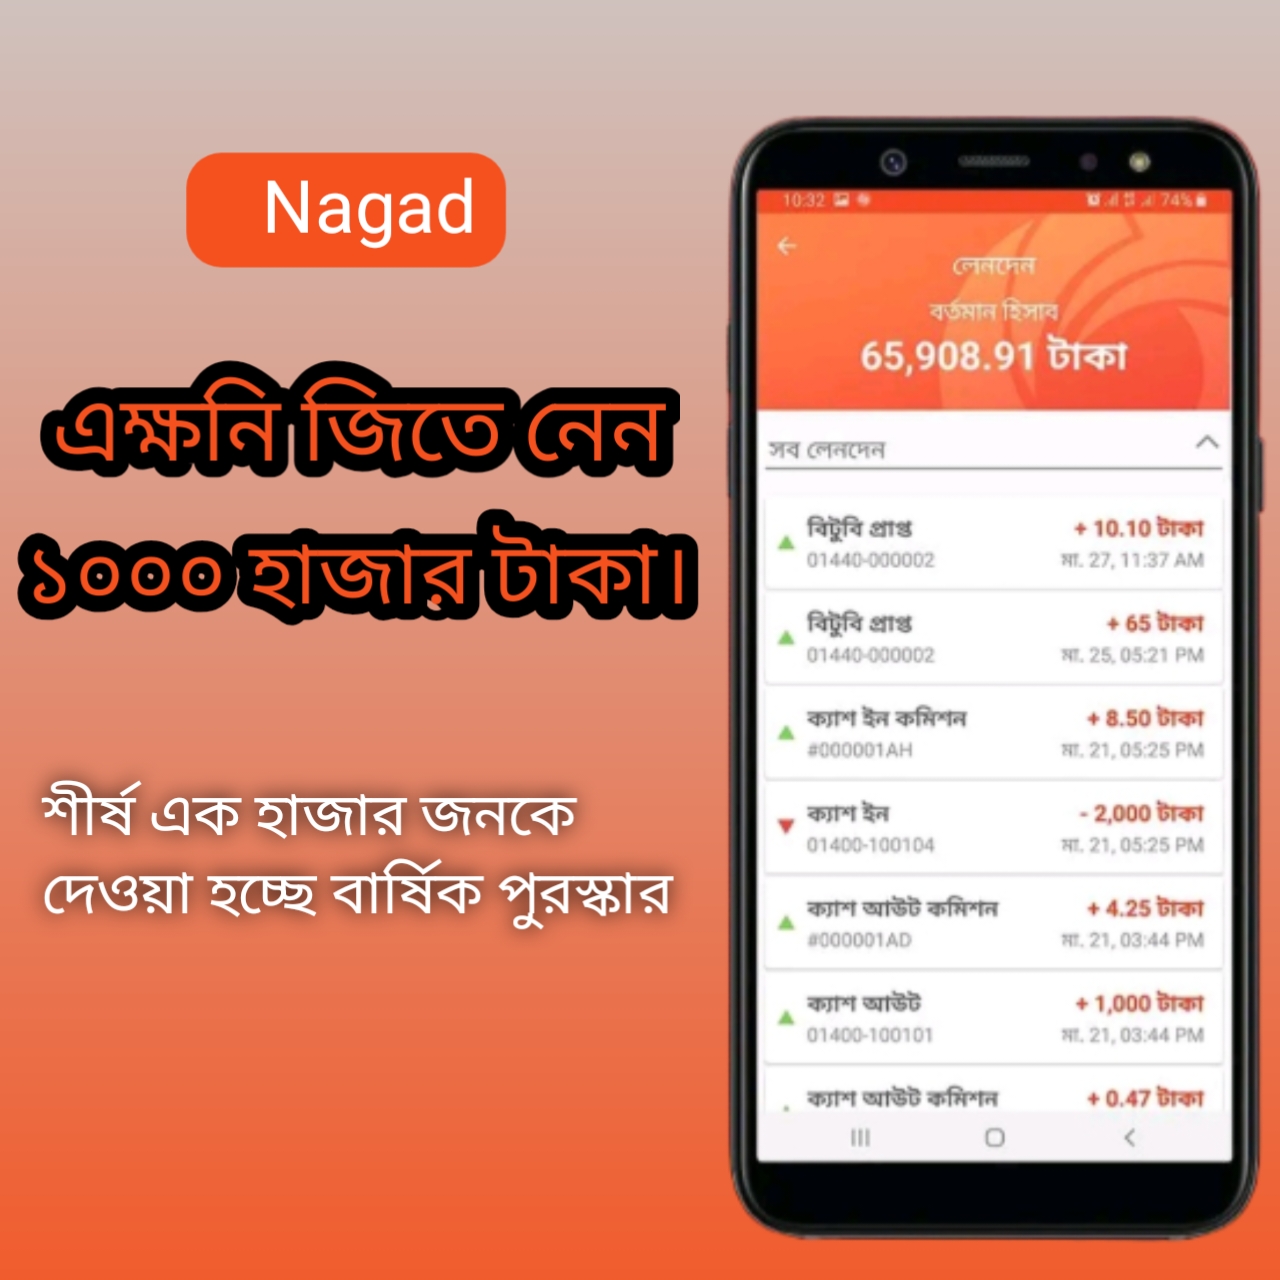 Nagad
এক্ষনি জিতে নেন
১০০০ হাজার টাকা।
শীর্ষ এক হাজার জনকে
দেওয়া হচ্ছে বার্ষিক পুরস্কার
10:32
74%
লেনদেন
বর্তমান হিসাব
65,908.91 টাকা
সব লেনদেন
বিটুবি প্রাপ্ত + 10.10 টাকা
01440-000002 মা. 27, 11:37 AM
বিটুবি প্রাপ্ত + 65 টাকা
01440-000002 মা. 25, 05:21 PM
ক্যাশ ইন কমিশন + 8.50 টাকা
#000001AH মা. 21, 05:25 PM
ক্যাশ ইন - 2,000 টাকা
01400-100104 মা. 21, 05:25 PM
ক্যাশ আউট কমিশন + 4.25 টাকা
#000001AD মা. 21, 03:44 PM
ক্যাশ আউট + 1,000 টাকা
01400-100101 মা. 21, 03:44 PM
ক্যাশ আউট কমিশন + 0.47 টাকা